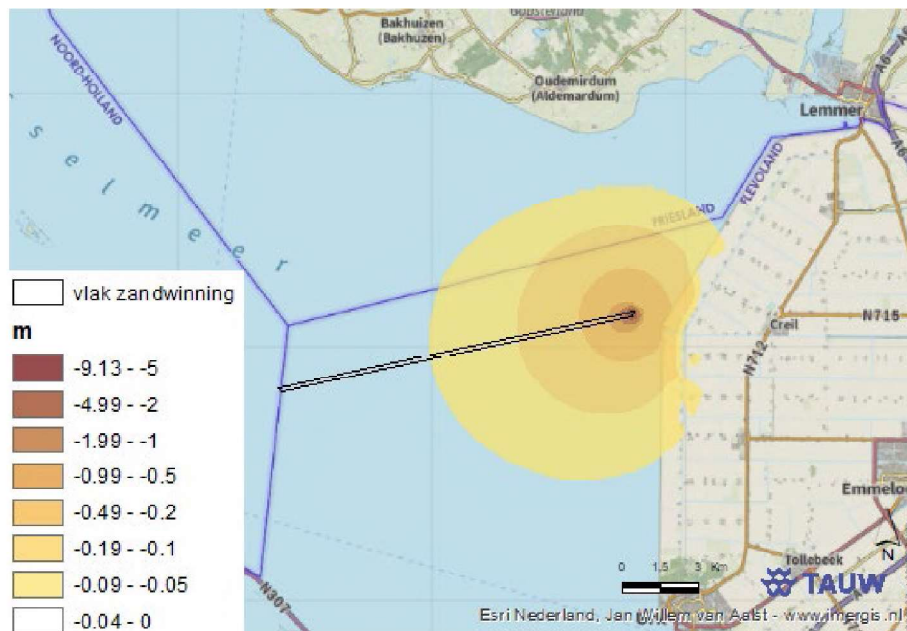 Bakhuizen
(Bakhuzen)
Oudemirdum
(Aldemardum)
Lemmer
A6
A6
NOORD-HOLLAND
FLEVOLAND
FRIESLAND
s e l m e e r
Creil
N715
N712
Emmeloo
Tollebeek
N307
N
vlak zandwinning
m
-9.13 - -5
-4.99 - -2
-1.99 - -1
-0.99 - -0.5
-0.49 - -0.2
-0.19 - -0.1
-0.09 - -0.05
-0.04 - 0
0 1,5 3 Km
TAUW
Esri Nederland, Jan Willem van Aalst - www.imergis.nl